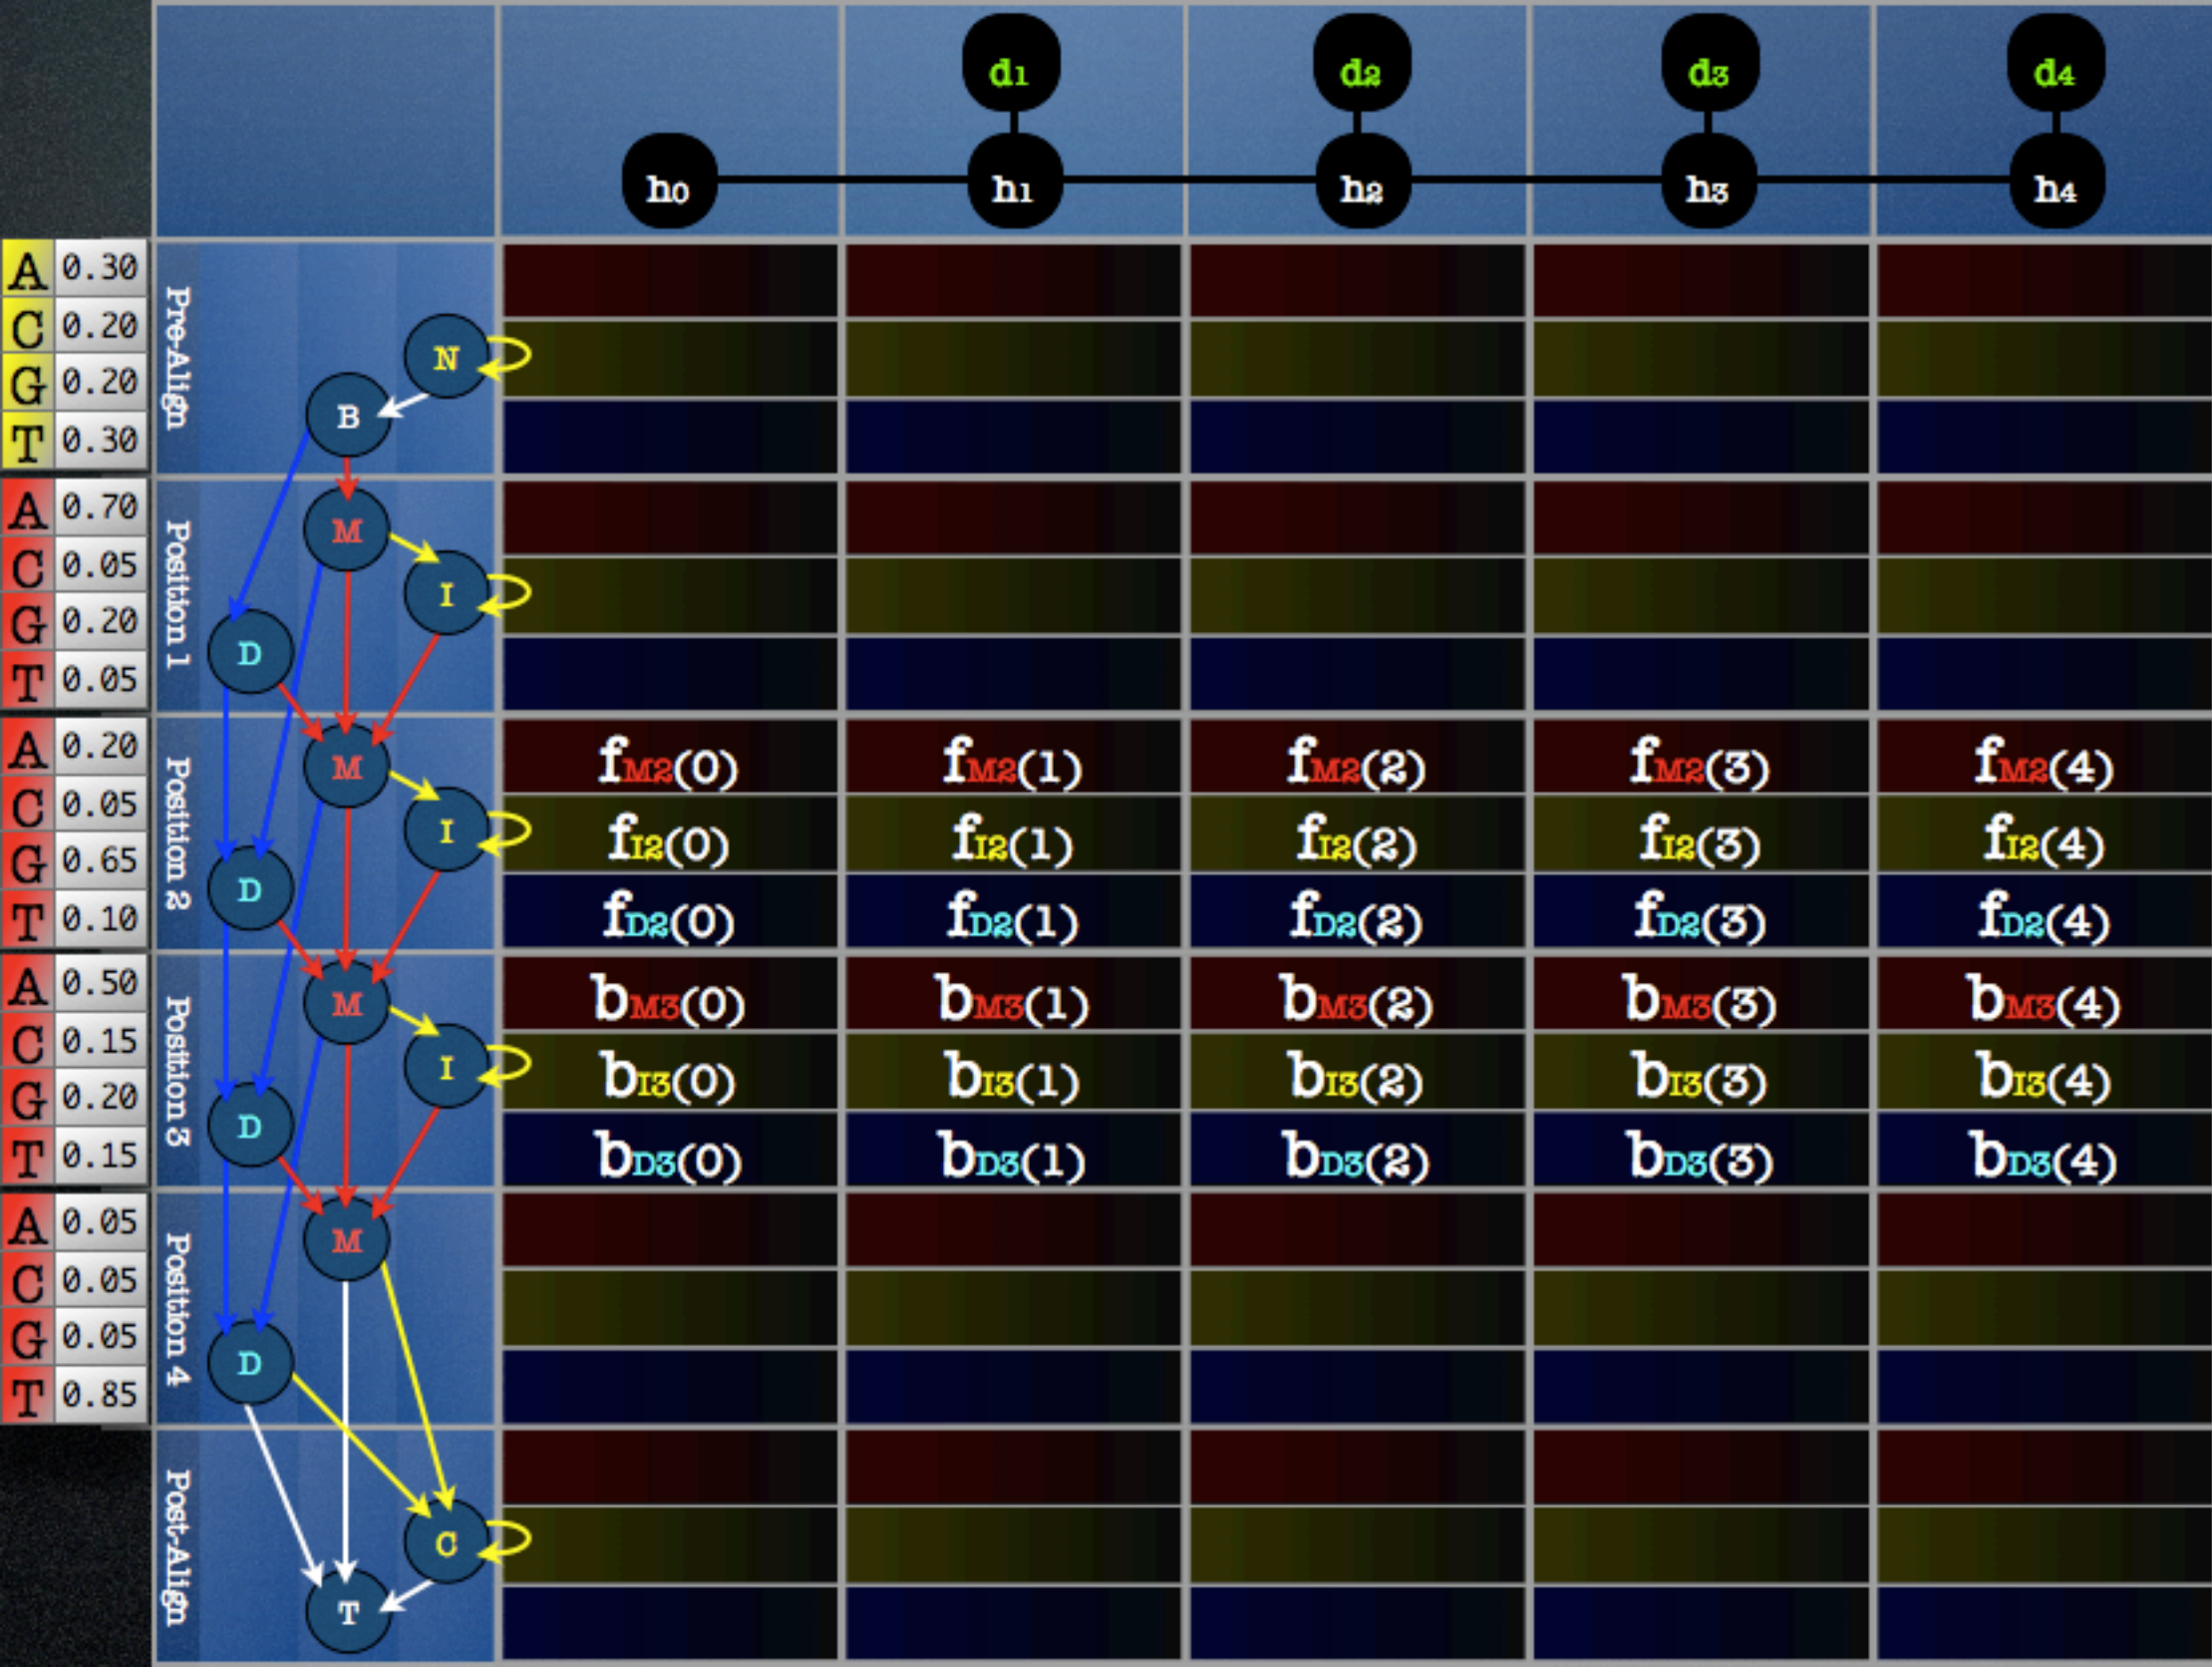 d1 d2 d3 d4
h0 h1 h2 h3 h4
A 0.30
C 0.20
G 0.20
T 0.30
Pre-Align
N
B
A 0.70
C 0.05
G 0.20
T 0.05
Position 1
M
I
D
A 0.20
C 0.05
G 0.65
T 0.10
Position 2
M
I
D
fM2(0) fM2(1) fM2(2) fM2(3) fM2(4)
fI2(0) fI2(1) fI2(2) fI2(3) fI2(4)
fD2(0) fD2(1) fD2(2) fD2(3) fD2(4)
A 0.50
C 0.15
G 0.20
T 0.15
Position 3
M
I
D
bM3(0) bM3(1) bM3(2) bM3(3) bM3(4)
bI3(0) bI3(1) bI3(2) bI3(3) bI3(4)
bD3(0) bD3(1) bD3(2) bD3(3) bD3(4)
A 0.05
C 0.05
G 0.05
T 0.85
Position 4
M
D
Post-Align
C
T